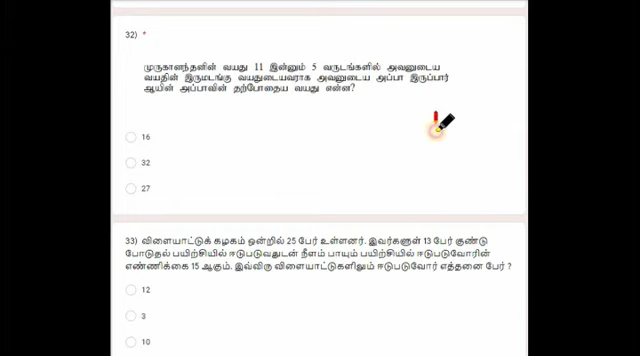 32) *
முருகானந்தனின் வயது 11 இன்னும் 5 வருடங்களில் அவனுடைய
வயதின் இருமடங்கு வயதுடையவராக அவனுடைய அப்பா இருப்பார்
ஆயின் அப்பாவின் தற்போதைய வயது என்ன?
16
32
27
33) விளையாட்டுக் கழகம் ஒன்றில் 25 பேர் உள்ளனர். இவர்களுள் 13 பேர் குண்டு
போடுதல் பயிற்சியில் ஈடுபடுவதுடன் நீளம் பாயும் பயிற்சியில் ஈடுபடுவோரின்
எண்ணிக்கை 15 ஆகும். இவ்விரு விளையாட்டுகளிலும் ஈடுபடுவோர் எத்தனை பேர் ?
12
3
10